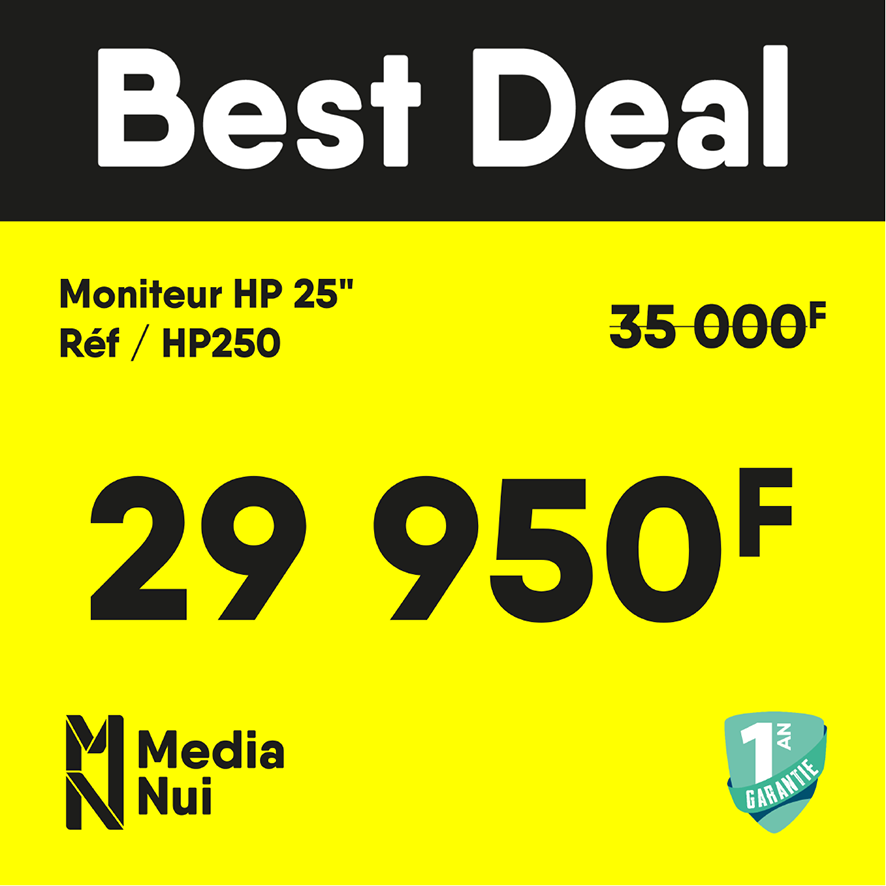 Best Deal
Moniteur HP 25"
Réf / HP250
35 000F
29 950F
Media
Nui
1 AN
GARANTIE